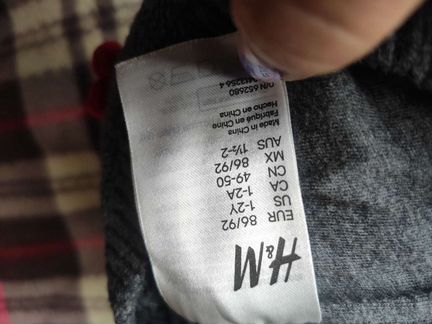 H&M
EUR 86/92
US 1-2Y
CA 1-2A
CN 49-50
MX 86/92
AUS 1½-2
Made in China
Fabriqué en Chine
Hecho en China
O/N 652680